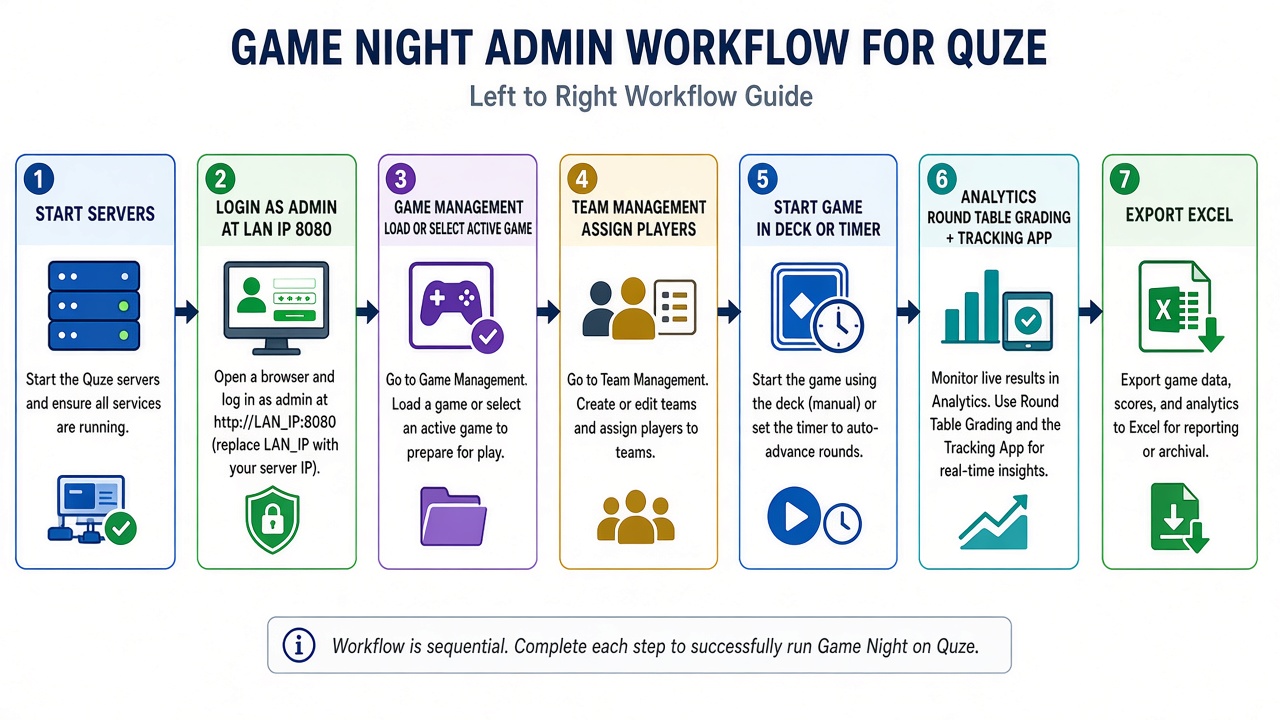 GAME NIGHT ADMIN WORKFLOW FOR QUZE
Left to Right Workflow Guide
1
START SERVERS
Start the Quze servers
and ensure all services
are running.
2
LOGIN AS ADMIN
AT LAN IP 8080
Open a browser and
log in as admin at
http://LAN_IP:8080
(replace LAN_IP with
your server IP).
3
GAME MANAGEMENT
LOAD OR SELECT ACTIVE GAME
Go to Game Management.
Load a game or select
an active game to
prepare for play.
4
TEAM MANAGEMENT
ASSIGN PLAYERS
Go to Team Management.
Create or edit teams
and assign players to
teams.
5
START GAME
IN DECK OR TIMER
Start the game using
the deck (manual) or
set the timer to auto-
advance rounds.
6
ANALYTICS
ROUND TABLE GRADING
+ TRACKING APP
Monitor live results in
Analytics. Use Round
Table Grading and the
Tracking App for
real-time insights.
7
EXPORT EXCEL
X
Export game data,
scores, and analytics
to Excel for reporting
or archival.
i
Workflow is sequential. Complete each step to successfully run Game Night on Quze.